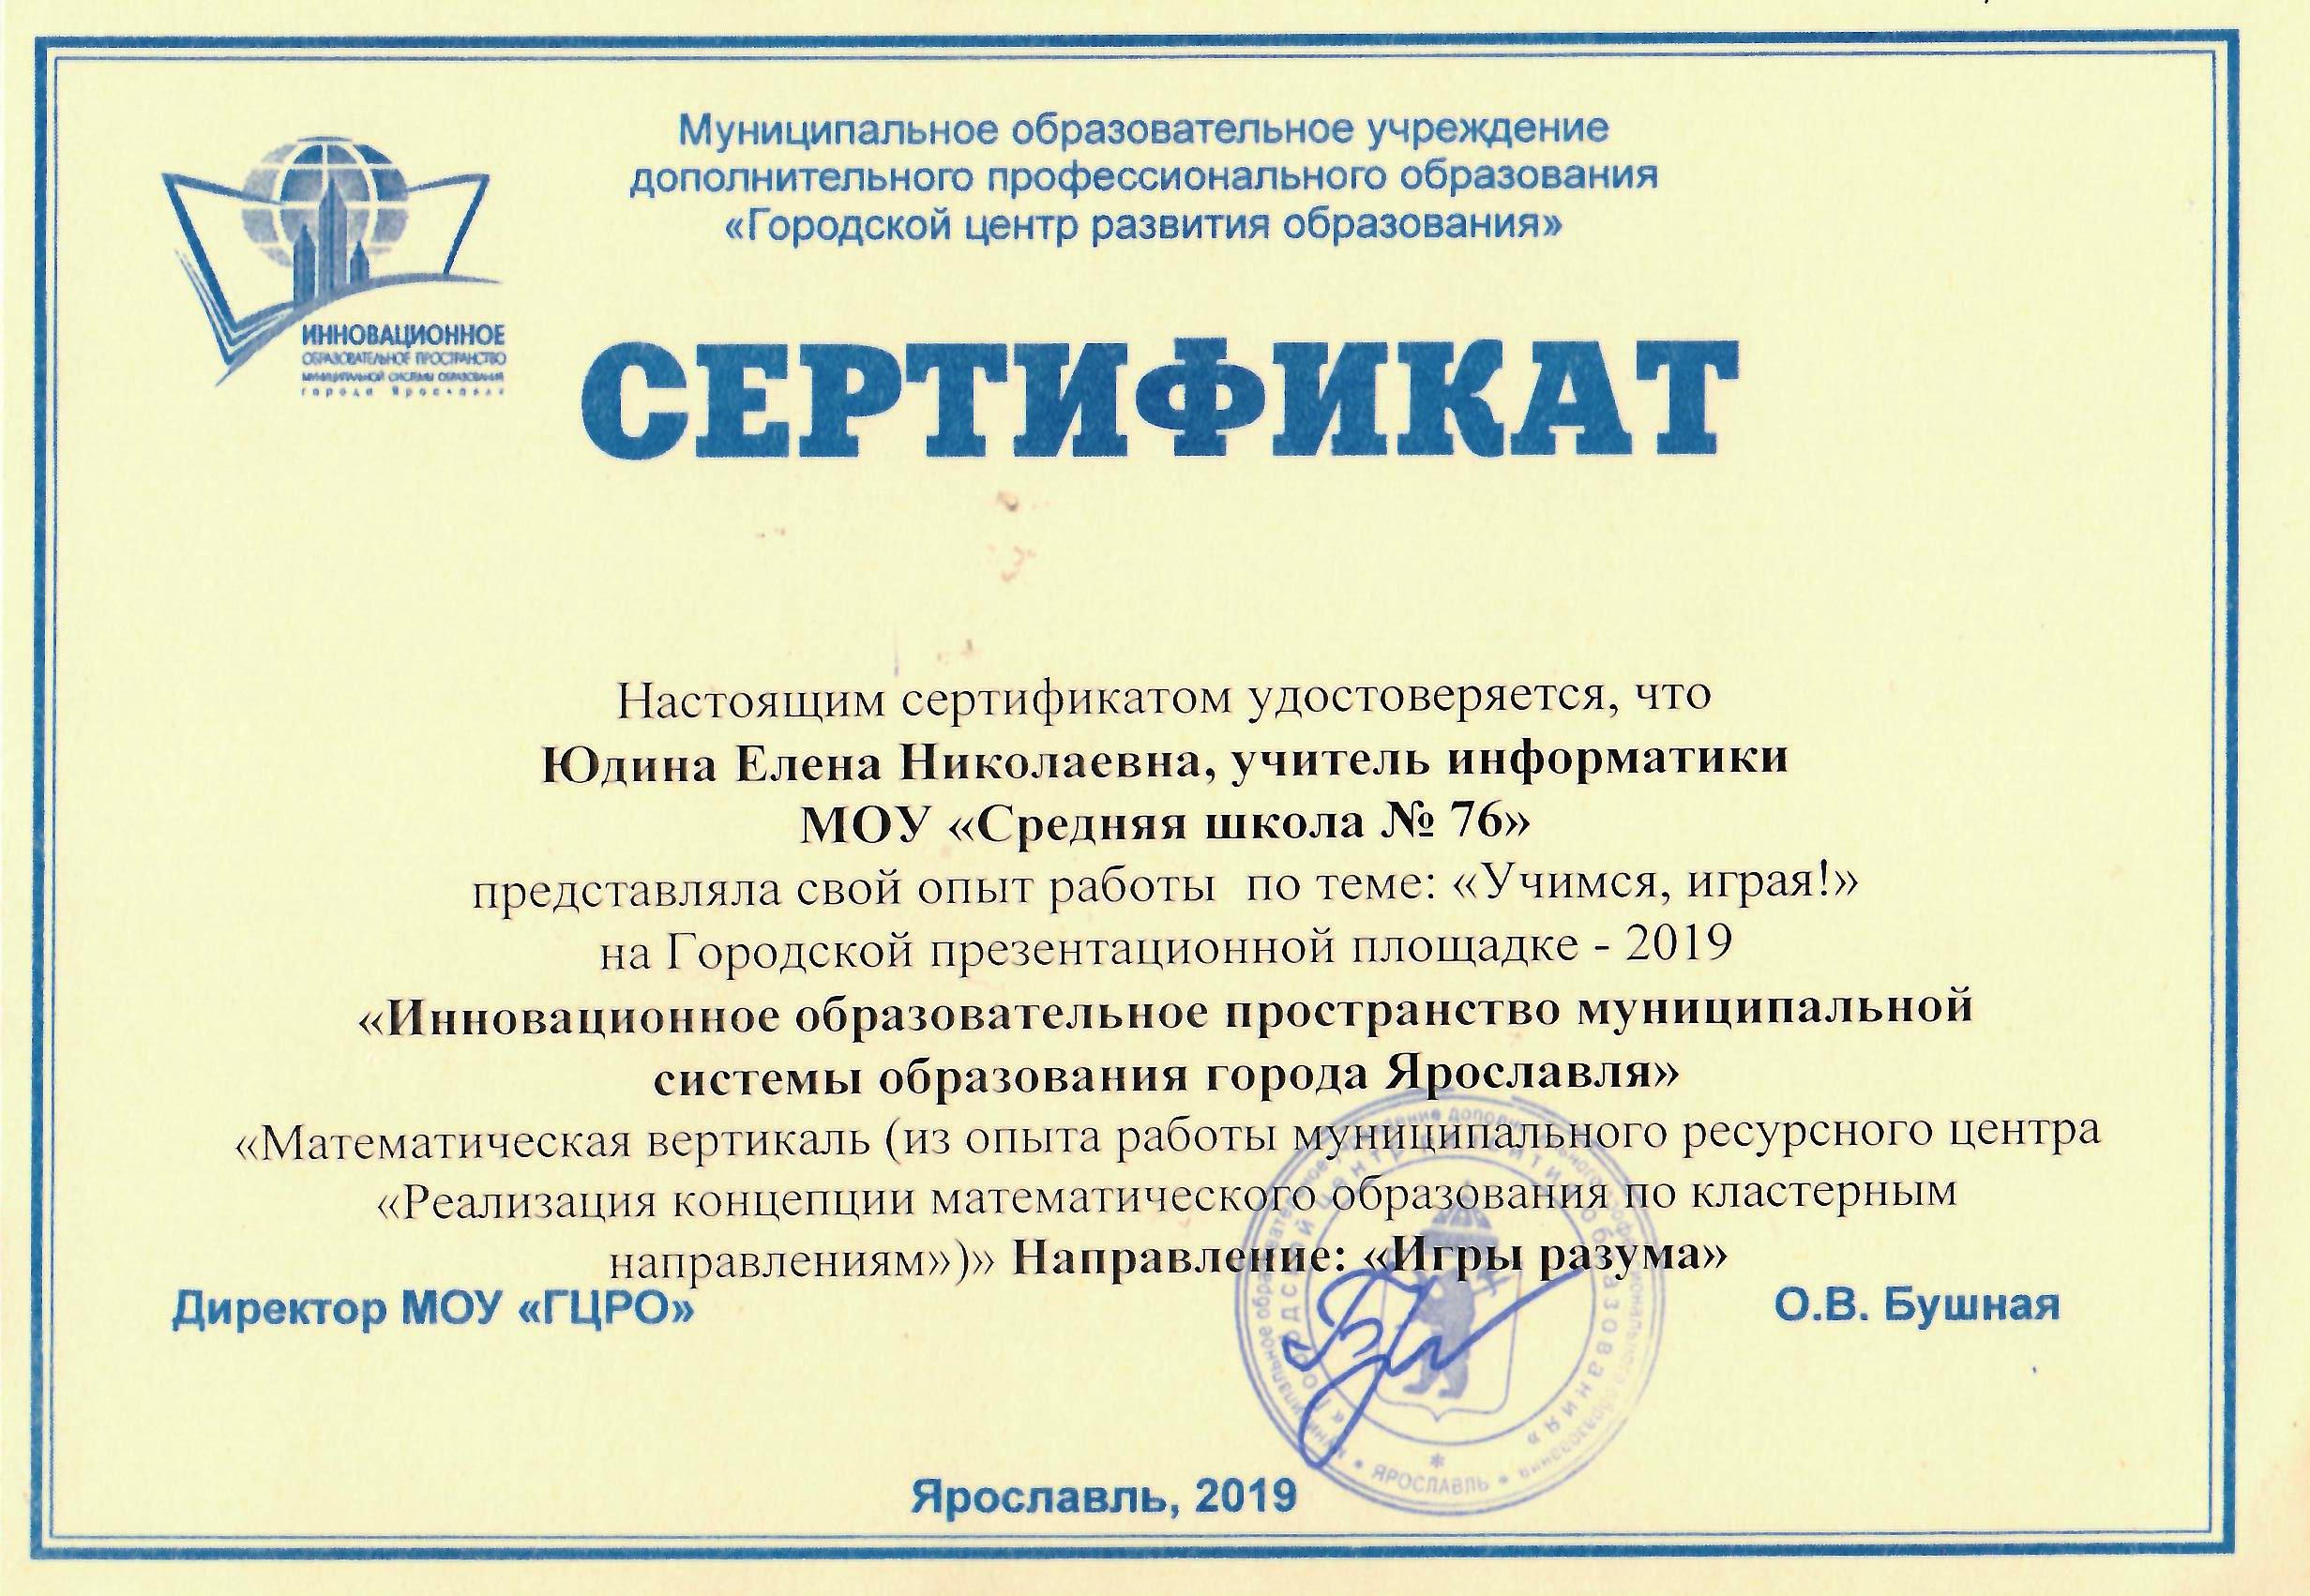 Муниципальное образовательное учреждение
дополнительного профессионального образования
«Городской центр развития образования»
ИННОВАЦИОННОЕ
ОБРАЗОВАТЕЛЬНОЕ ПРОСТРАНСТВО
МУНИЦИПАЛЬНОЙ СИСТЕМЫ ОБРАЗОВАНИЯ
города Ярославля
СЕРТИФИКАТ
Настоящим сертификатом удостоверяется, что
Юдина Елена Николаевна, учитель информатики
МОУ «Средняя школа № 76»
представляла свой опыт работы по теме: «Учимся, играя!»
на Городской презентационной площадке - 2019
«Инновационное образовательное пространство муниципальной
системы образования города Ярославля»
«Математическая вертикаль (из опыта работы муниципального ресурсного центра
«Реализация концепции математического образования по кластерным
направлениям»)» Направление: «Игры разума»
Директор МОУ «ГЦРО»
О.В. Бушная
ЯРОСЛАВЛЬ
Ярославль, 2019